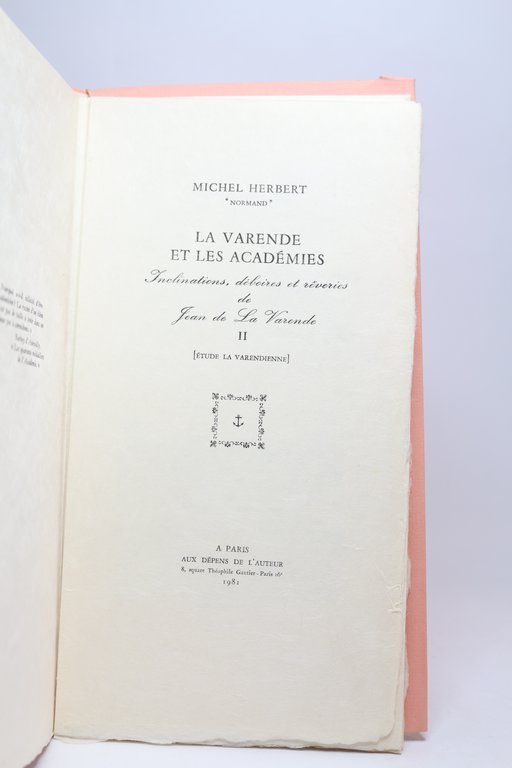 MICHEL HERBERT
"NORMAND"
LA VARENDE
ET LES ACADÉMIES
Inclinations, déboires et rêveries
de
Jean de La Varende
II
[ÉTUDE LA VARENDIENNE]
A PARIS
AUX DÉPENS DE L'AUTEUR
8, square Théophile Gautier - Paris 16e
1981